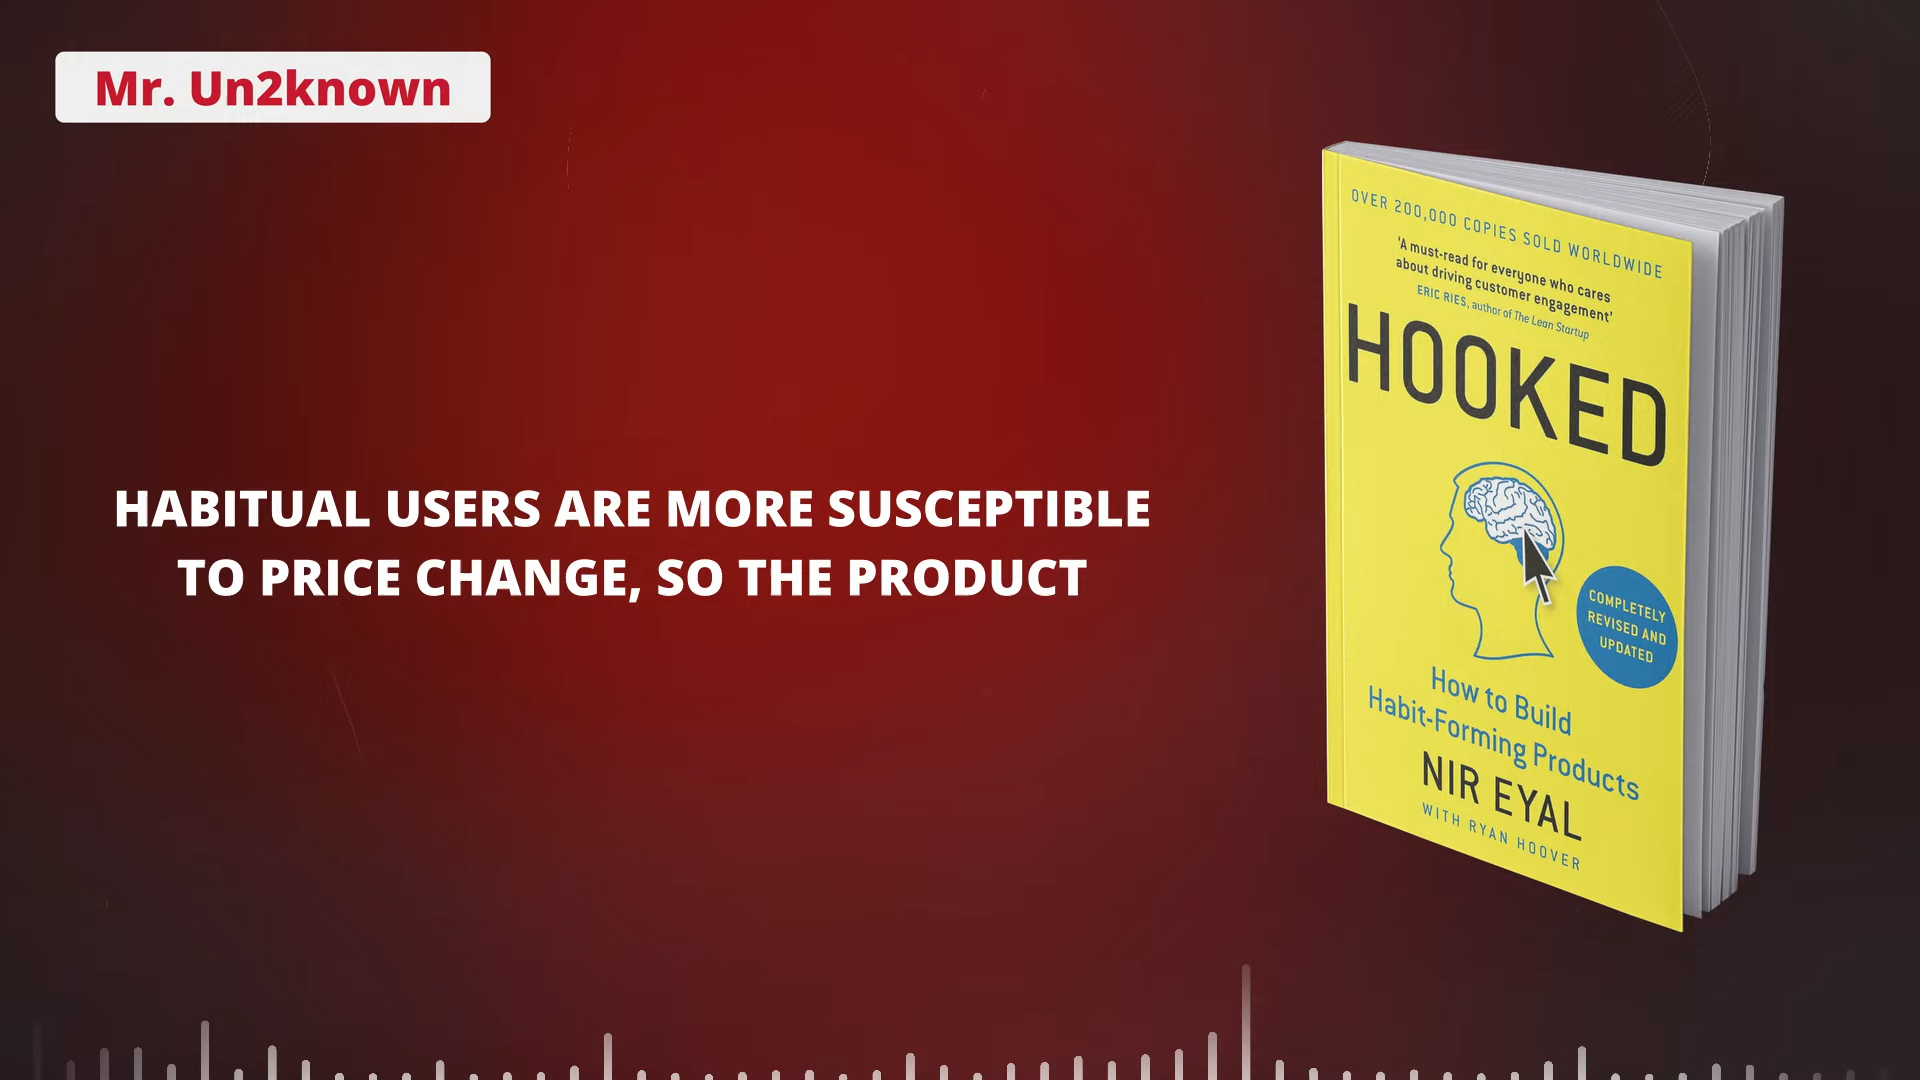 Mr. Un2known
HABITUAL USERS ARE MORE SUSCEPTIBLE
TO PRICE CHANGE, SO THE PRODUCT
OVER 200,000 COPIES SOLD WORLDWIDE
'A must-read for everyone who cares
about driving customer engagement'
ERIC RIES, author of The Lean Startup
HOOKED
COMPLETELY
REVISED AND
UPDATED
How to Build
Habit-Forming Products
NIR EYAL
WITH RYAN HOOVER